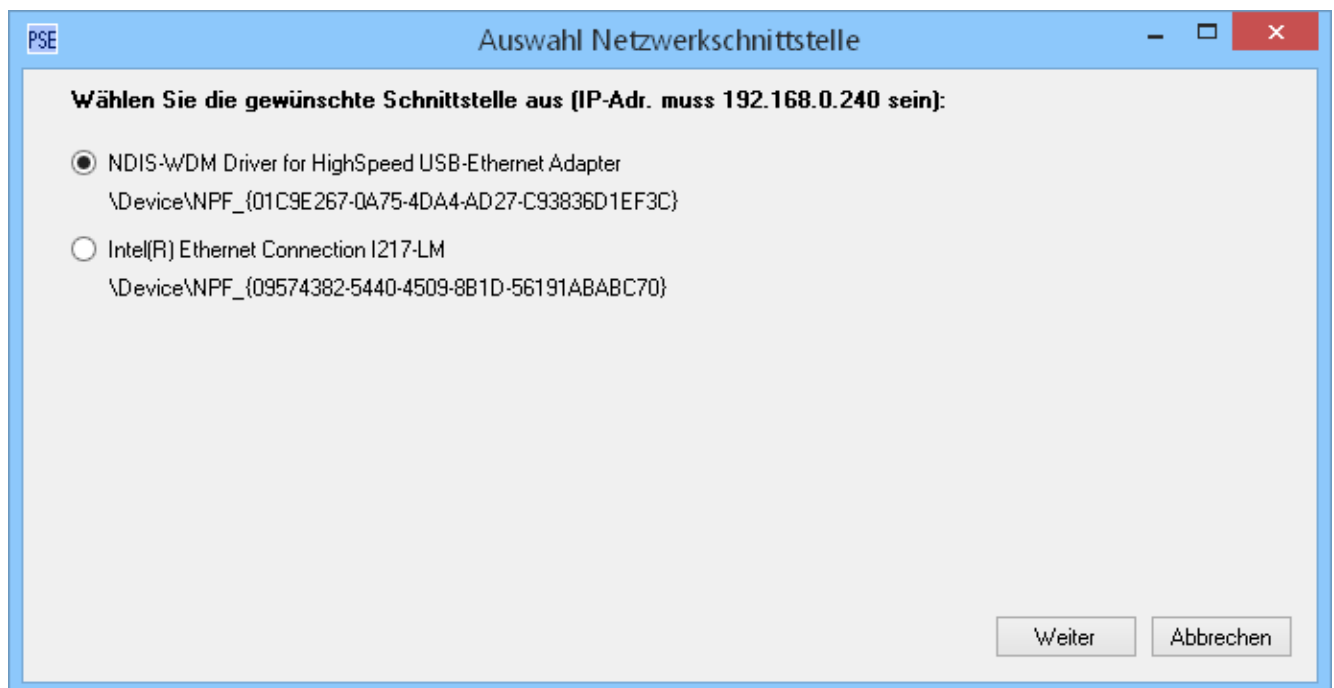 PSE
Auswahl Netzwerkschnittstelle
Wählen Sie die gewünschte Schnittstelle aus (IP-Adr. muss 192.168.0.240 sein):
NDIS-WDM Driver for HighSpeed USB-Ethernet Adapter
\Device\NPF_{01C9E267-0A75-4DA4-AD27-C93836D1EF3C}
Intel(R) Ethernet Connection I217-LM
\Device\NPF_{09574382-5440-4509-8B1D-56191ABABC70}
Weiter Abbrechen